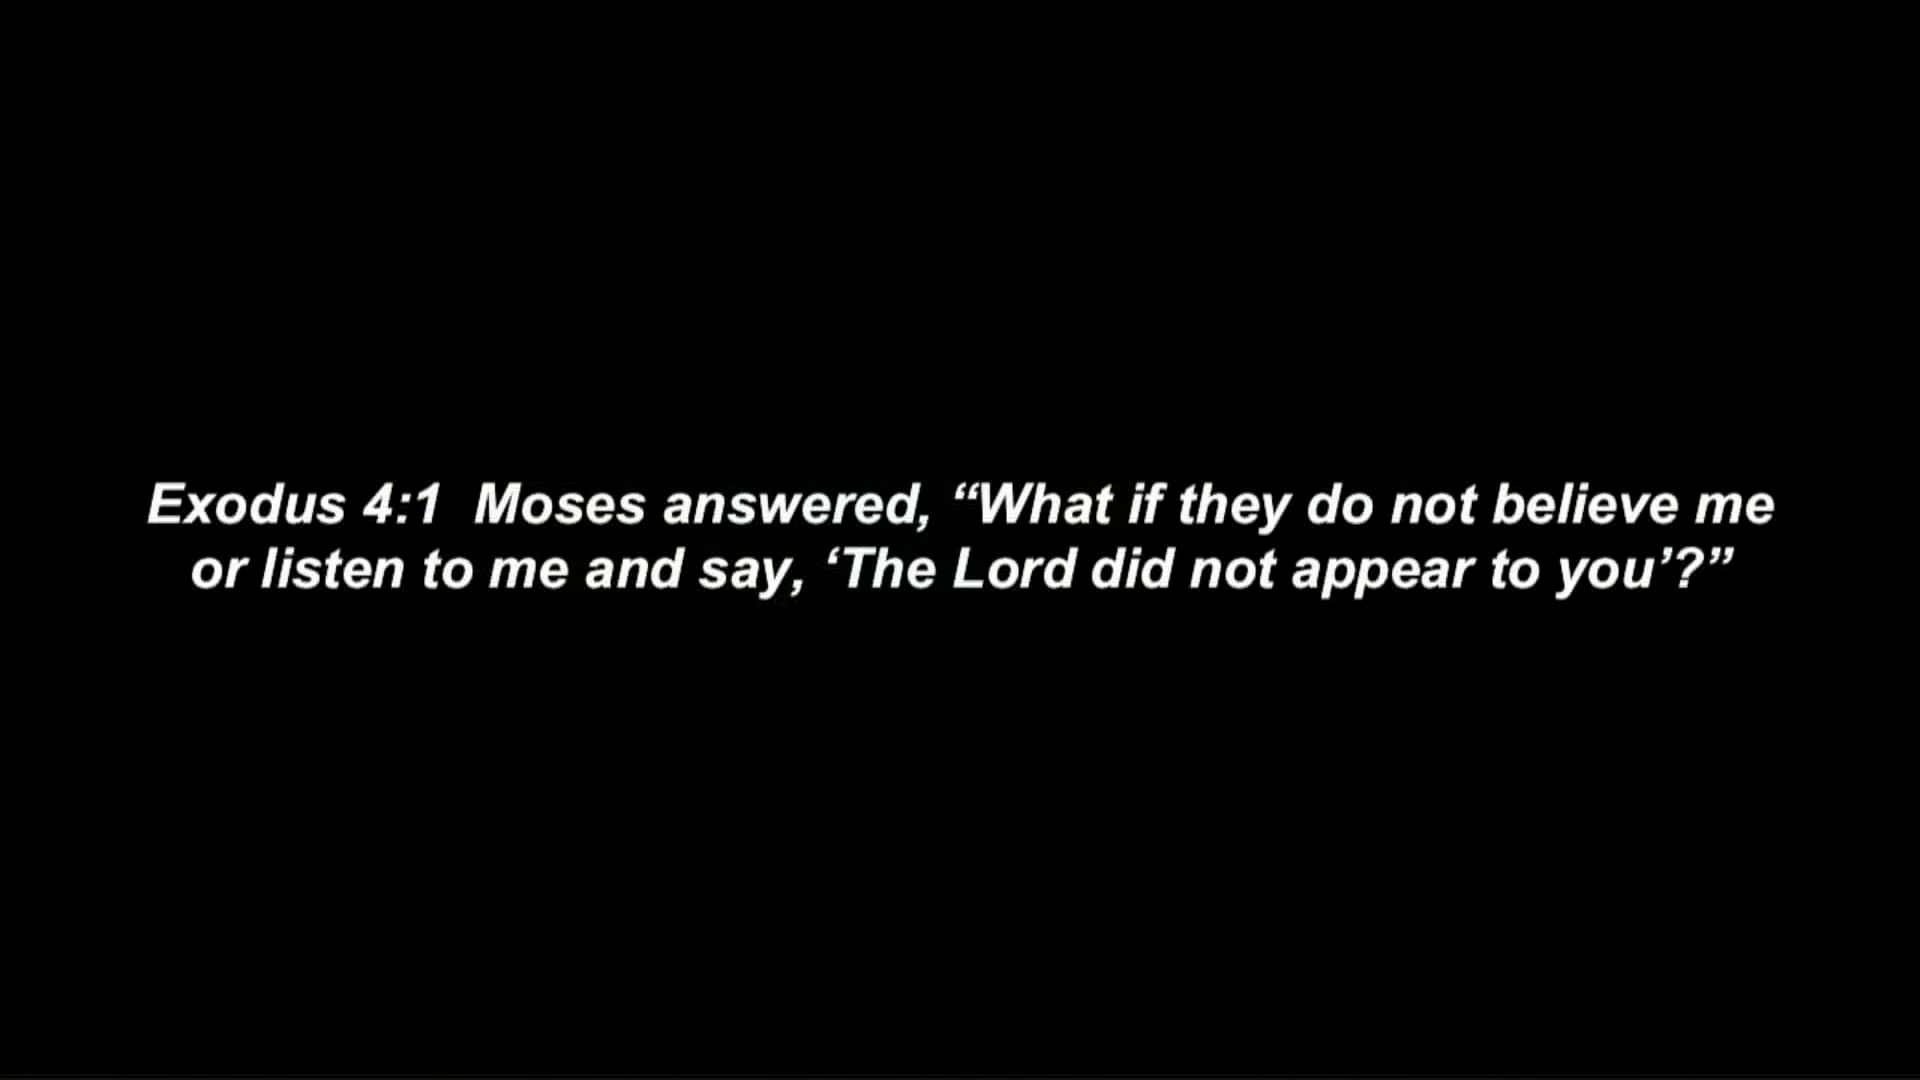 Exodus 4:1  Moses answered, “What if they do not believe me
or listen to me and say, ‘The Lord did not appear to you’?”